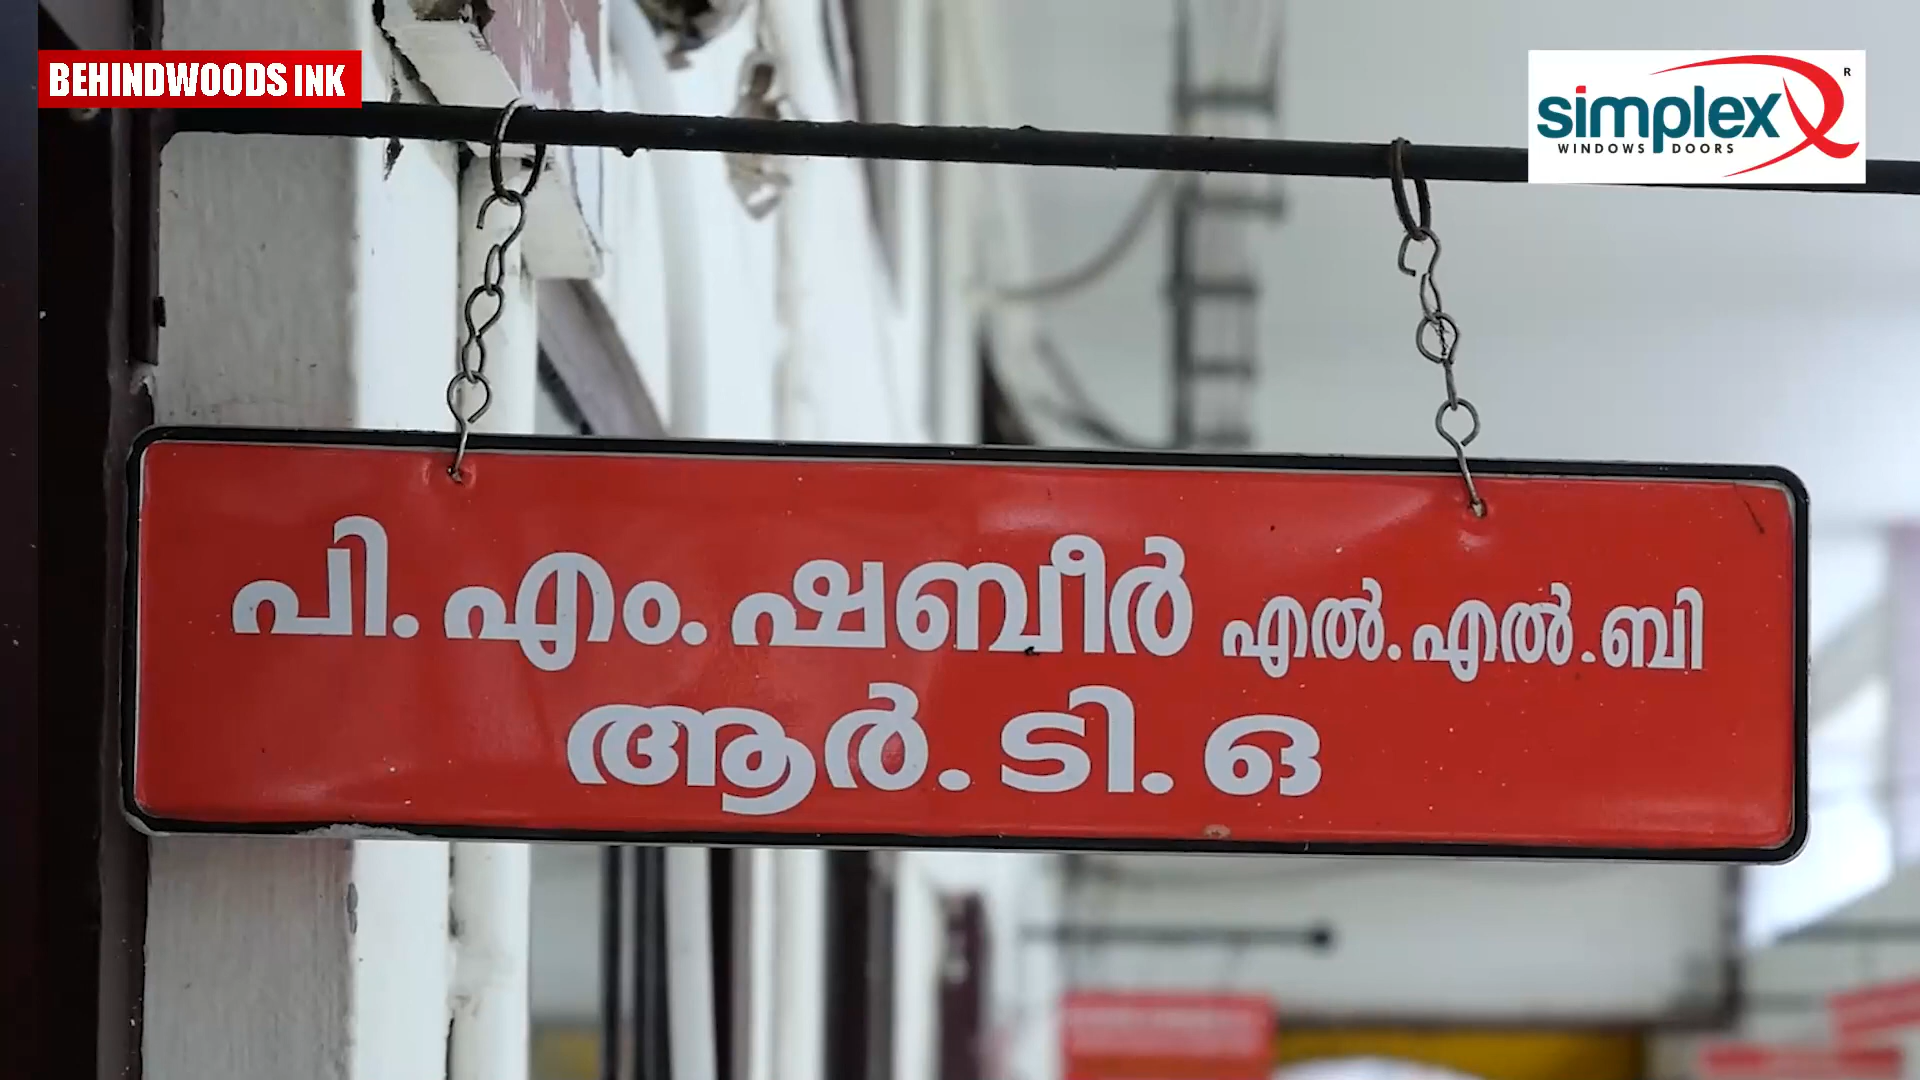 BEHINDWOODS INK
simplex R
WINDOWS DOORS
പി.എം.ഷബീർ എൽ.എൽ.ബി
ആർ.ടി.ഒ